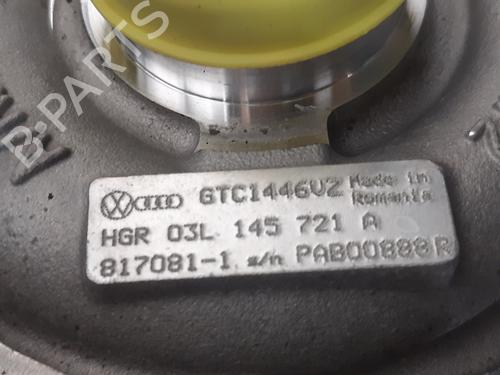 GTC1446VZ Made in Romania
HGR 03L 145 721 A
817081-1 s/n PAB00888R
B-PARTS